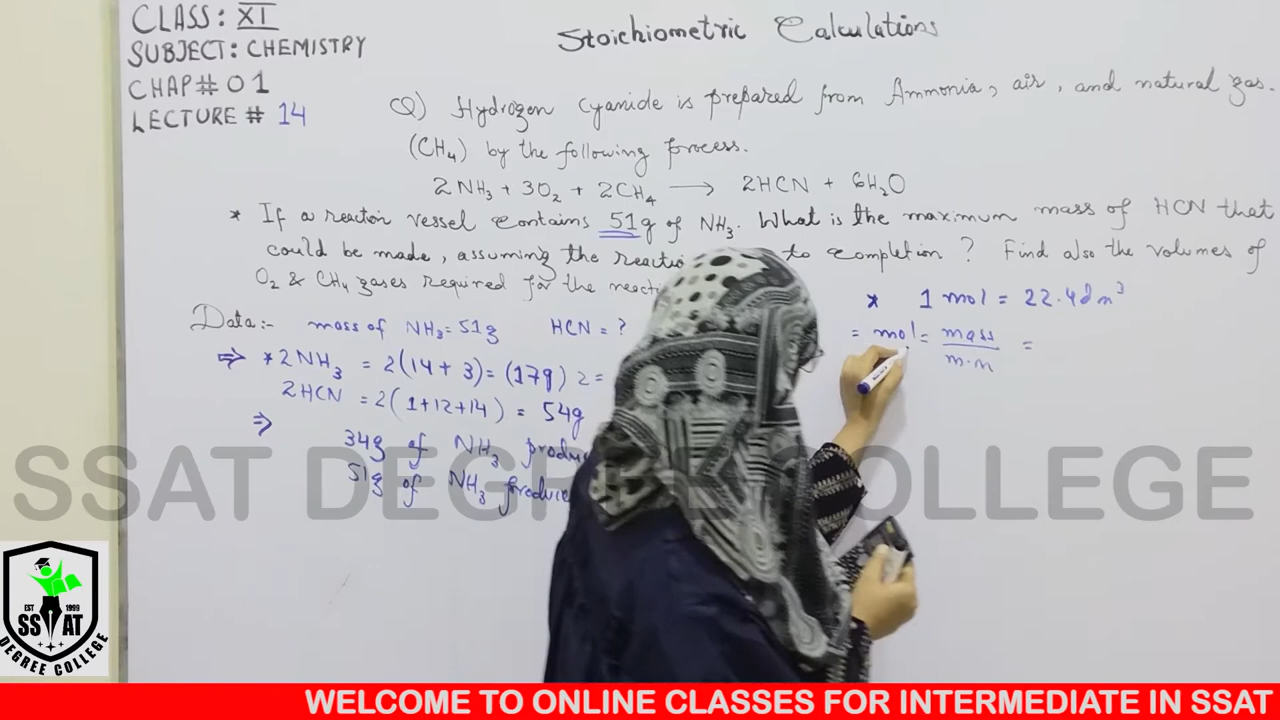 CLASS: XI
SUBJECT: CHEMISTRY
CHAP# 01
LECTURE # 14
Stoichiometric Calculations
Q) Hydrogen Cyanide is prepared from Ammonia, air, and natural gas.
(CH₄) by the following process.
2NH₃ + 3O₂ + 2CH₄ → 2HCN + 6H₂O
* If a reactor vessel contains 51g of NH₃. What is the maximum mass of HCN that
could be made, assuming the reactio to completion ? Find also the volumes of
O₂ & CH₄ gases required for the reac
Data:- mass of NH₃ = 51g HCN = ?
⇒ * 2NH₃ = 2(14 + 3) = (17g) 2 =
2HCN = 2(1+12+14) = 54g
⇒ 34g of NH₃ produ
51g of NH₃ produce
* 1 mol = 22.4dm³
= mol = mass / m.m =
SSAT DEGREE COLLEGE
EST 1999
SSAT
DEGREE COLLEGE
WELCOME TO ONLINE CLASSES FOR INTERMEDIATE IN SSAT